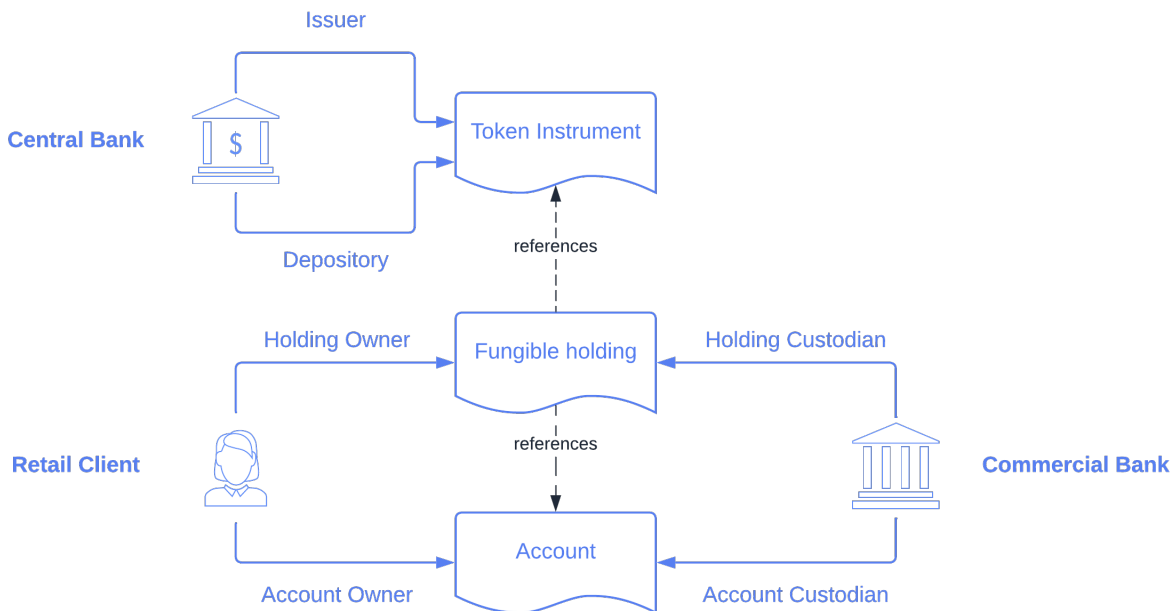 Issuer
Central Bank
$
Token Instrument
Depository
references
Holding Owner
Fungible holding
Holding Custodian
references
Retail Client
Commercial Bank
Account
Account Owner
Account Custodian